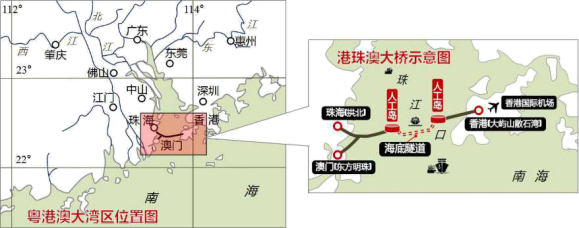 112°
114°
北
江
广东
东
江
惠州
西
江
肇庆
东莞
23°
佛山
中山
深圳
江门
珠海
香港
澳门
22°
南
海
粤港澳大湾区位置图
港珠澳大桥示意图
珠
江
口
人工岛
人工岛
香港国际机场
珠海[拱北]
香港[大屿山散石湾]
海底隧道
澳门[东方明珠]
南
海